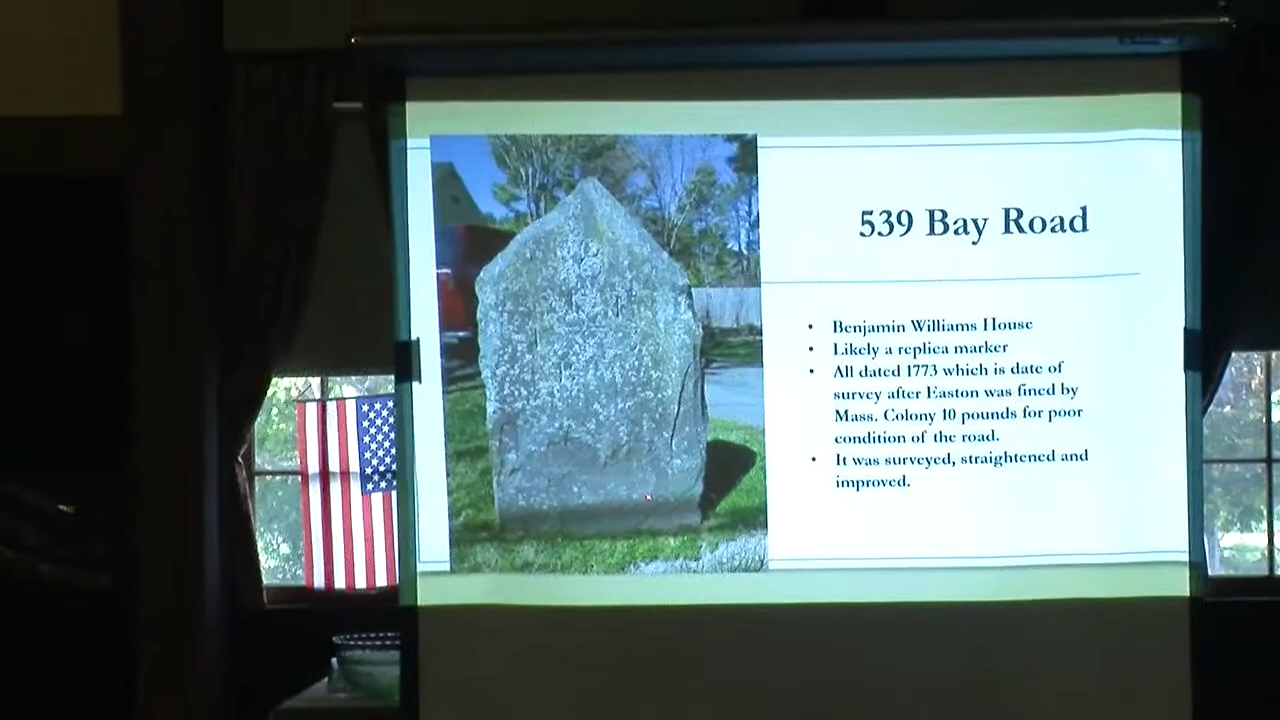 539 Bay Road
• Benjamin Williams House
• Likely a replica marker
• All dated 1773 which is date of
survey after Easton was fined by
Mass. Colony 10 pounds for poor
condition of the road.
• It was surveyed, straightened and
improved.